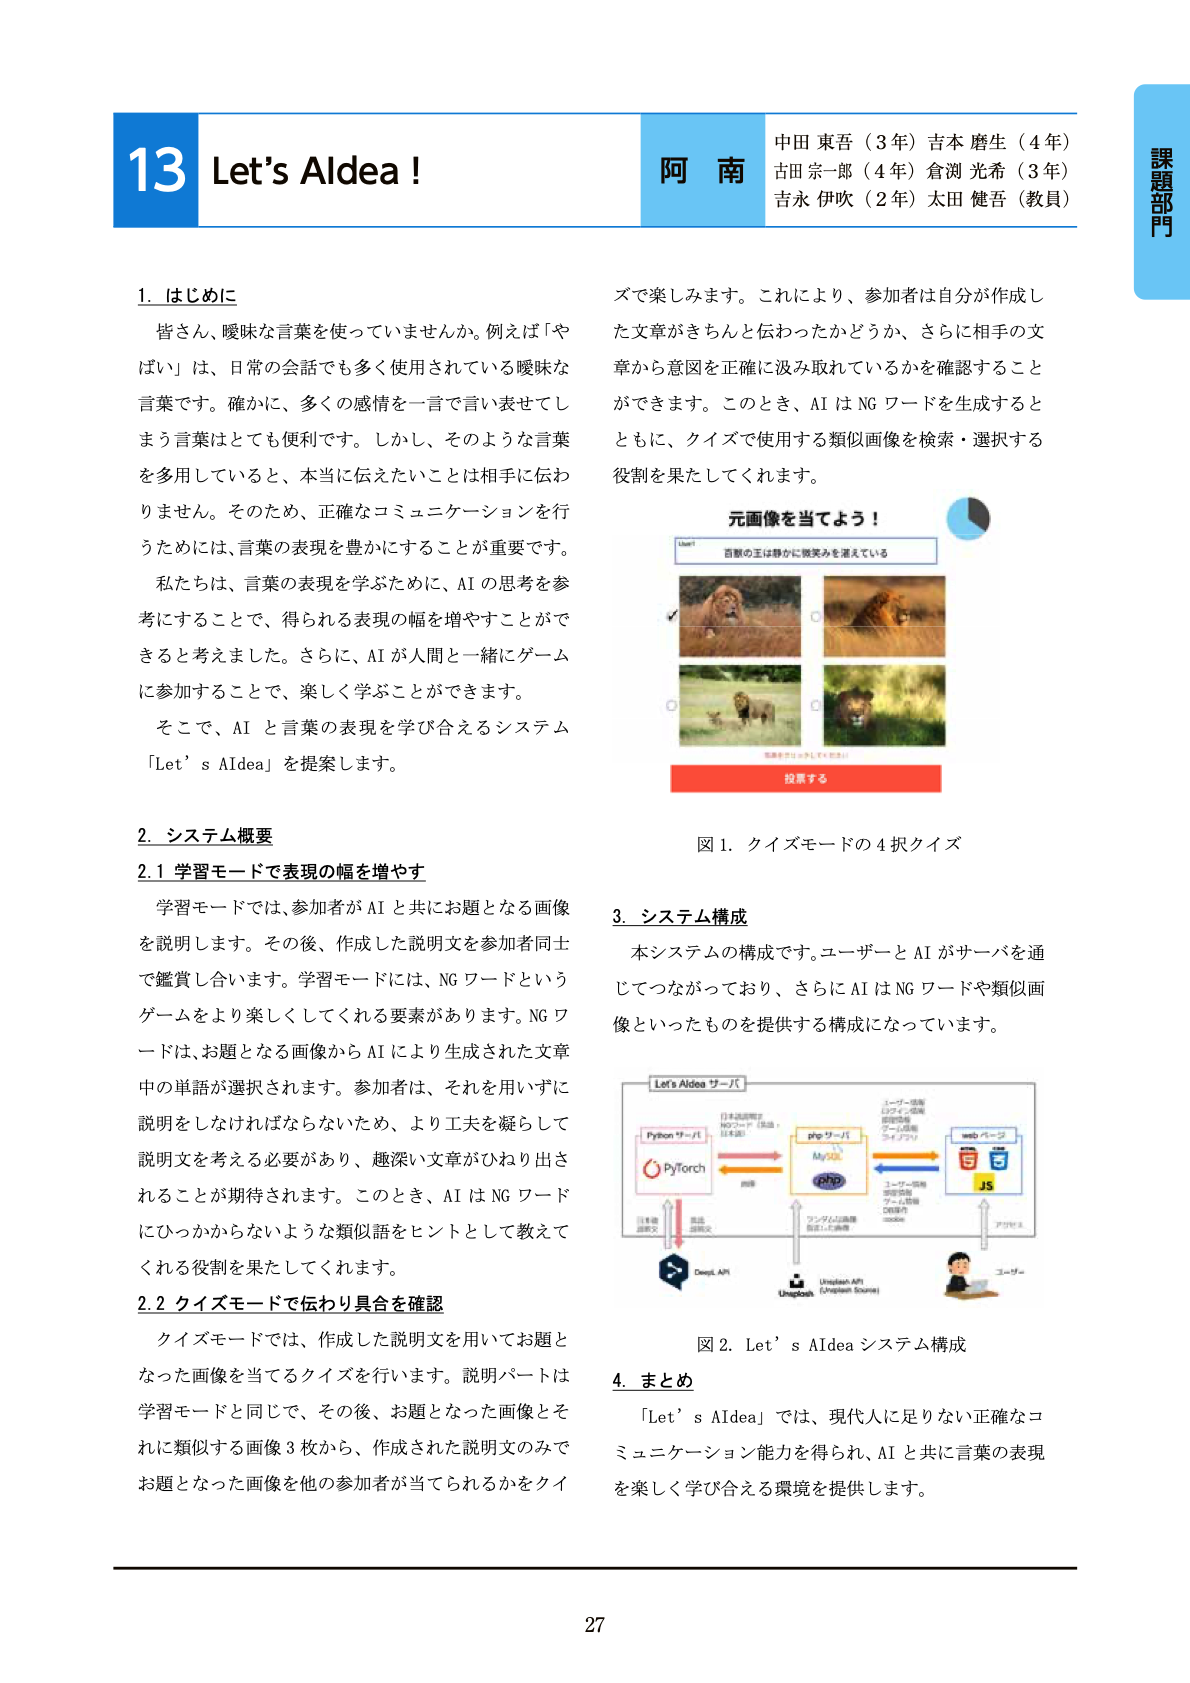 課題部門
13
Let's AIdea !
阿 南
中田 東吾（３年）吉本 磨生（４年）
古田 宗一郎（４年）倉渕 光希（３年）
吉永 伊吹（２年）太田 健吾（教員）
1. はじめに
皆さん、曖昧な言葉を使っていませんか。例えば「や
ばい」は、日常の会話でも多く使用されている曖昧な
言葉です。確かに、多くの感情を一言で言い表せてし
まう言葉はとても便利です。しかし、そのような言葉
を多用していると、本当に伝えたいことは相手に伝わ
りません。そのため、正確なコミュニケーションを行
うためには、言葉の表現を豊かにすることが重要です。
私たちは、言葉の表現を学ぶために、AI の思考を参
考にすることで、得られる表現の幅を増やすことがで
きると考えました。さらに、AI が人間と一緒にゲーム
に参加することで、楽しく学ぶことができます。
そこで、AI と言葉の表現を学び合えるシステム
「Let's AIdea」を提案します。
2. システム概要
2.1 学習モードで表現の幅を増やす
学習モードでは、参加者が AI と共にお題となる画像
を説明します。その後、作成した説明文を参加者同士
で鑑賞し合います。学習モードには、NG ワードという
ゲームをより楽しくしてくれる要素があります。NG ワ
ードは、お題となる画像から AI により生成された文章
中の単語が選択されます。参加者は、それを用いずに
説明をしなければならないため、より工夫を凝らして
説明文を考える必要があり、趣深い文章がひねり出さ
れることが期待されます。このとき、AI は NG ワード
にひっかからないような類似語をヒントとして教えて
くれる役割を果たしてくれます。
2.2 クイズモードで伝わり具合を確認
クイズモードでは、作成した説明文を用いてお題と
なった画像を当てるクイズを行います。説明パートは
学習モードと同じで、その後、お題となった画像とそ
れに類似する画像 3 枚から、作成された説明文のみで
お題となった画像を他の参加者が当てられるかをクイ
ズで楽しみます。これにより、参加者は自分が作成し
た文章がきちんと伝わったかどうか、さらに相手の文
章から意図を正確に汲み取れているかを確認すること
ができます。このとき、AI は NG ワードを生成すると
ともに、クイズで使用する類似画像を検索・選択する
役割を果たしてくれます。
元画像を当てよう！
User1
百獣の王は静かに微笑みを湛えている
投票する
図 1. クイズモードの 4 択クイズ
3. システム構成
本システムの構成です。ユーザーと AI がサーバを通
じてつながっており、さらに AI は NG ワードや類似画
像といったものを提供する構成になっています。
Let's AIdea サーバ
Python サーバ
PyTorch
php サーバ
MySQL
php
web ページ
HTML
JS
画像
アクセス
DeepL API
Unsplash
Unsplash API
(Unsplash Source)
ユーザー
図 2. Let's AIdea システム構成
4. まとめ
「Let's AIdea」では、現代人に足りない正確なコ
ミュニケーション能力を得られ、AI と共に言葉の表現
を楽しく学び合える環境を提供します。
27